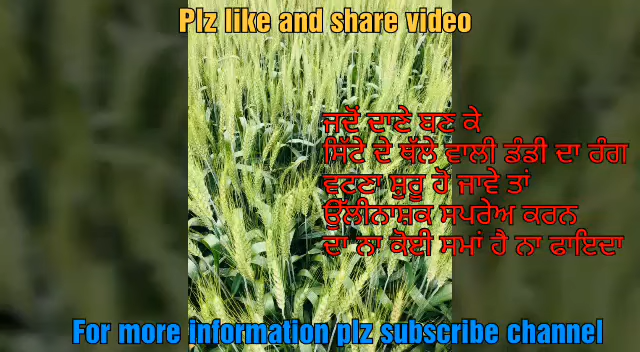 Plz like and share video
ਜਦੋਂ ਦਾਣੇ ਬਣ ਕੇ
ਸਿੱਟੇ ਦੇ ਥੱਲੇ ਵਾਲੀ ਡੰਡੀ ਦਾ ਰੰਗ
ਵਟਣਾ ਸ਼ੁਰੂ ਹੋ ਜਾਵੇ ਤਾਂ
ਉੱਲੀਨਾਸ਼ਕ ਸਪਰੇਅ ਕਰਨ
ਦਾ ਨਾ ਕੋਈ ਸਮਾਂ ਹੈ ਨਾ ਫਾਇਦਾ
For more information plz subscribe channel